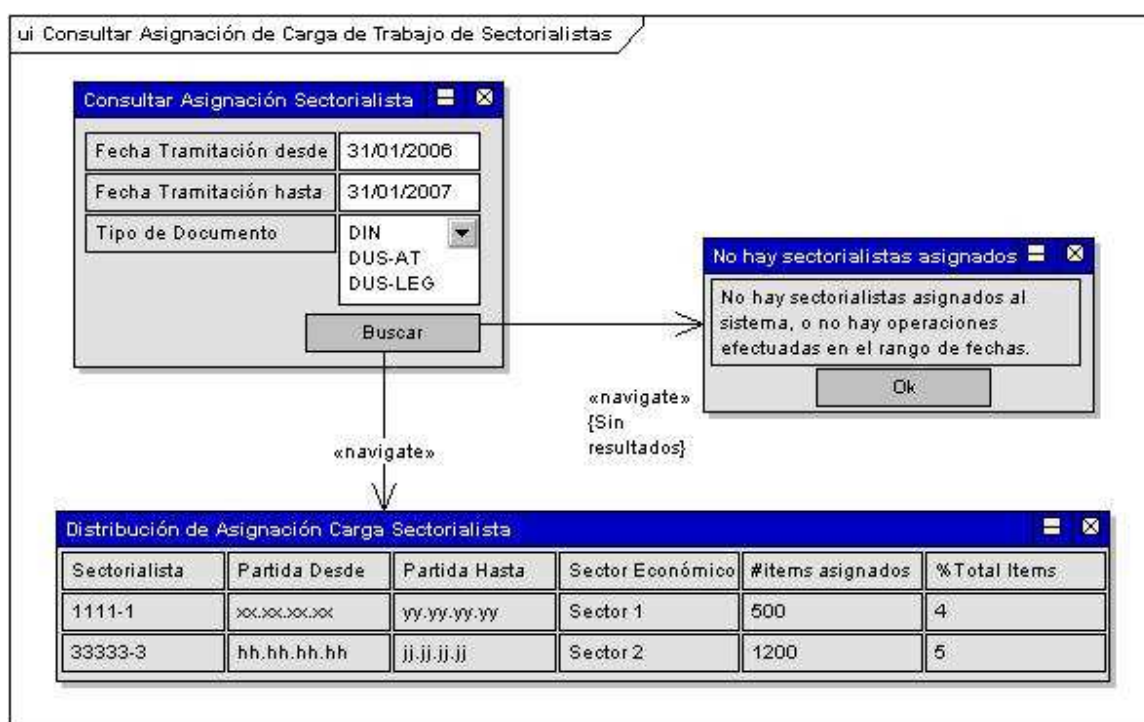 ui Consultar Asignación de Carga de Trabajo de Sectorialistas
Consultar Asignación Sectorialista
Fecha Tramitación desde 31/01/2006
Fecha Tramitación hasta 31/01/2007
Tipo de Documento DIN
DUS-AT
DUS-LEG
Buscar
No hay sectorialistas asignados
No hay sectorialistas asignados al
sistema, o no hay operaciones
efectuadas en el rango de fechas.
Ok
«navigate»
{Sin
resultados}
«navigate»
Distribución de Asignación Carga Sectorialista
Sectorialista Partida Desde Partida Hasta Sector Económico #items asignados %Total Items
1111-1 xx.xx.xx.xx yy.yy.yy.yy Sector 1 500 4
33333-3 hh.hh.hh.hh jj.jj.jj.jj Sector 2 1200 5